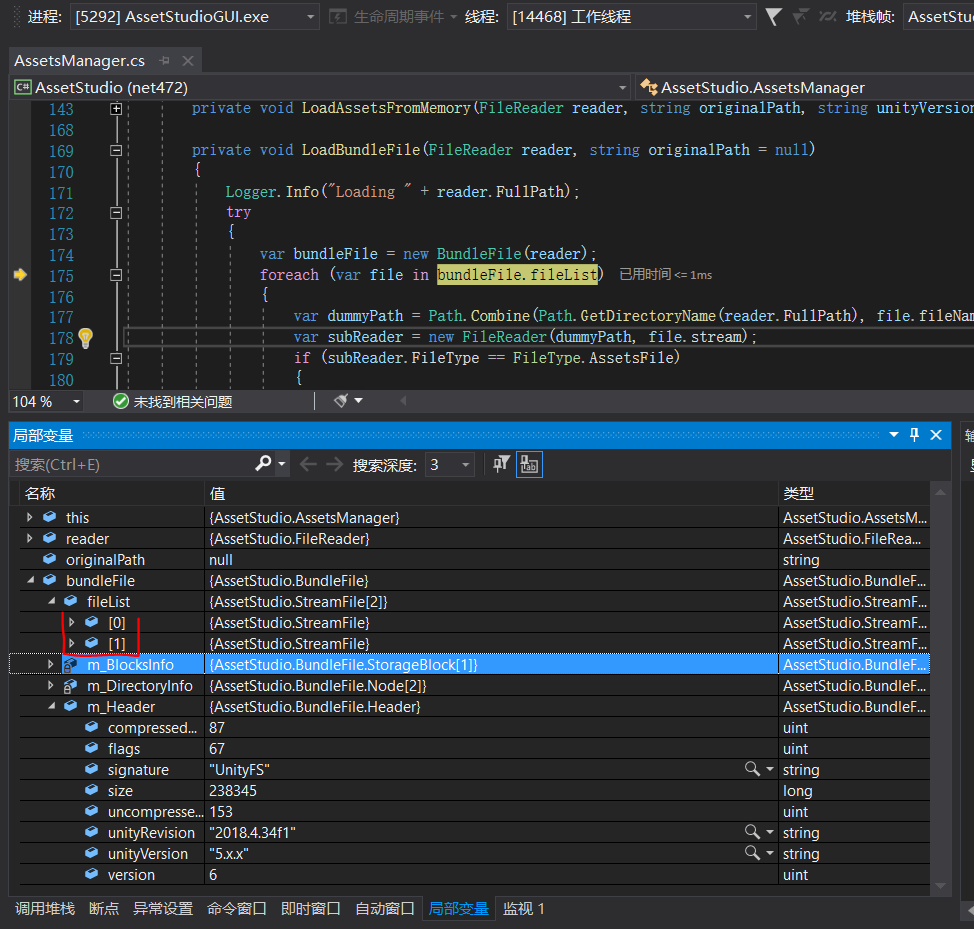 进程: [5292] AssetStudioGUI.exe 生命周期事件 线程: [14468] 工作线程 堆栈帧: AssetStu
AssetsManager.cs
C# AssetStudio (net472) AssetStudio.AssetsManager
143 private void LoadAssetsFromMemory(FileReader reader, string originalPath, string unityVersion
168
169 private void LoadBundleFile(FileReader reader, string originalPath = null)
170 {
171 Logger.Info("Loading " + reader.FullPath);
172 try
173 {
174 var bundleFile = new BundleFile(reader);
175 foreach (var file in bundleFile.fileList) 已用时间 <= 1ms
176 {
177 var dummyPath = Path.Combine(Path.GetDirectoryName(reader.FullPath), file.fileNam
178 var subReader = new FileReader(dummyPath, file.stream);
179 if (subReader.FileType == FileType.AssetsFile)
180 {
104 % 未找到相关问题
局部变量
搜索(Ctrl+E) 搜索深度: 3
名称 值 类型
this {AssetStudio.AssetsManager} AssetStudio.AssetsM...
reader {AssetStudio.FileReader} AssetStudio.FileRea...
originalPath null string
bundleFile {AssetStudio.BundleFile} AssetStudio.BundleF...
fileList {AssetStudio.StreamFile[2]} AssetStudio.StreamF...
[0] {AssetStudio.StreamFile} AssetStudio.StreamF...
[1] {AssetStudio.StreamFile} AssetStudio.StreamF...
m_BlocksInfo {AssetStudio.BundleFile.StorageBlock[1]} AssetStudio.BundleF...
m_DirectoryInfo {AssetStudio.BundleFile.Node[2]} AssetStudio.BundleF...
m_Header {AssetStudio.BundleFile.Header} AssetStudio.BundleF...
compressed... 87 uint
flags 67 uint
signature "UnityFS" string
size 238345 long
uncompresse... 153 uint
unityRevision "2018.4.34f1" string
unityVersion "5.x.x" string
version 6 uint
调用堆栈 断点 异常设置 命令窗口 即时窗口 自动窗口 局部变量 监视 1